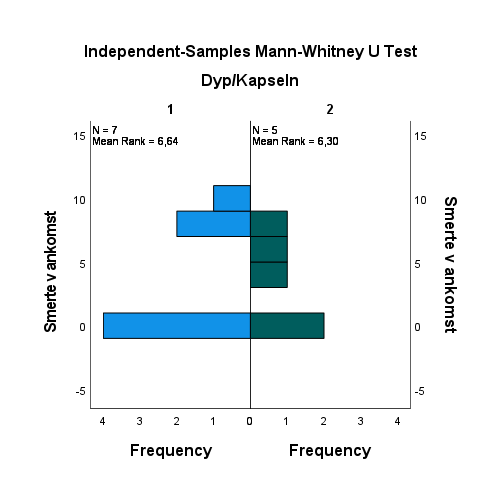 Independent-Samples Mann-Whitney U Test
Dyp/Kapseln
1 2
N = 7
Mean Rank = 6,64
N = 5
Mean Rank = 6,30
Smerte v ankomst
15
10
5
0
-5
15
10
5
0
-5
Smerte v ankomst
4 3 2 1 0 1 2 3 4
Frequency Frequency